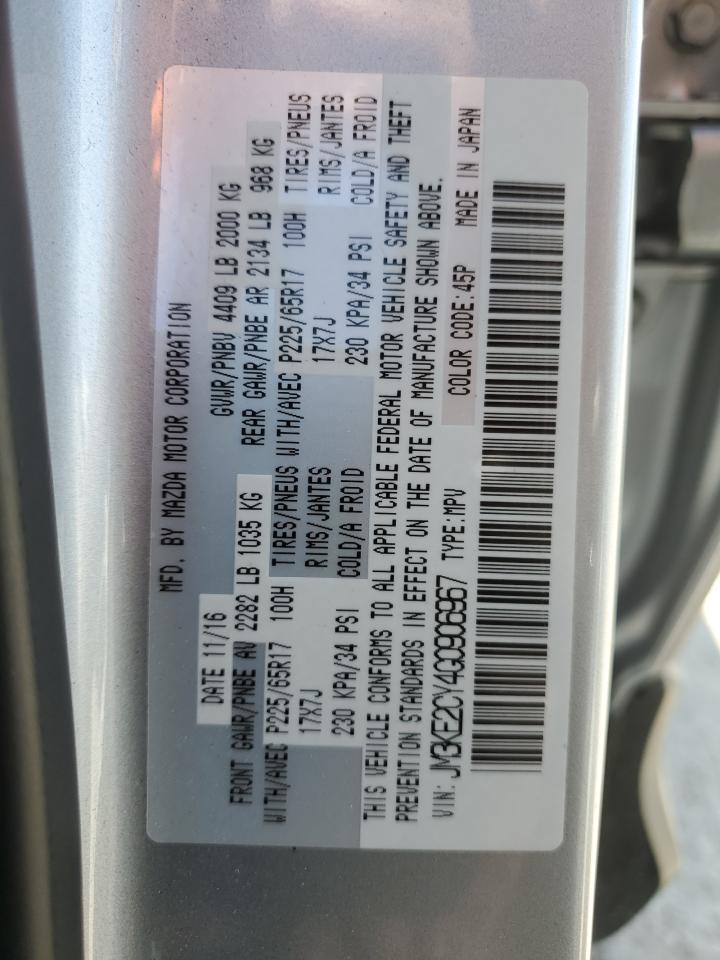 MFD. BY MAZDA MOTOR CORPORATION
DATE 11/16 GVWR/PNBV 4409 LB 2000 KG
FRONT GAWR/PNBE AV 2282 LB 1035 KG REAR GAWR/PNBE AR 2134 LB 968 KG
WITH/AVEC P225/65R17 100H TIRES/PNEUS WITH/AVEC P225/65R17 100H TIRES/PNEUS
17X7J RIMS/JANTES 17X7J RIMS/JANTES
230 KPA/34 PSI COLD/A FROID 230 KPA/34 PSI COLD/A FROID
THIS VEHICLE CONFORMS TO ALL APPLICABLE FEDERAL MOTOR VEHICLE SAFETY AND THEFT
PREVENTION STANDARDS IN EFFECT ON THE DATE OF MANUFACTURE SHOWN ABOVE.
VIN: JM3KE2CY4G0906967 TYPE:MPV COLOR CODE:45P MADE IN JAPAN